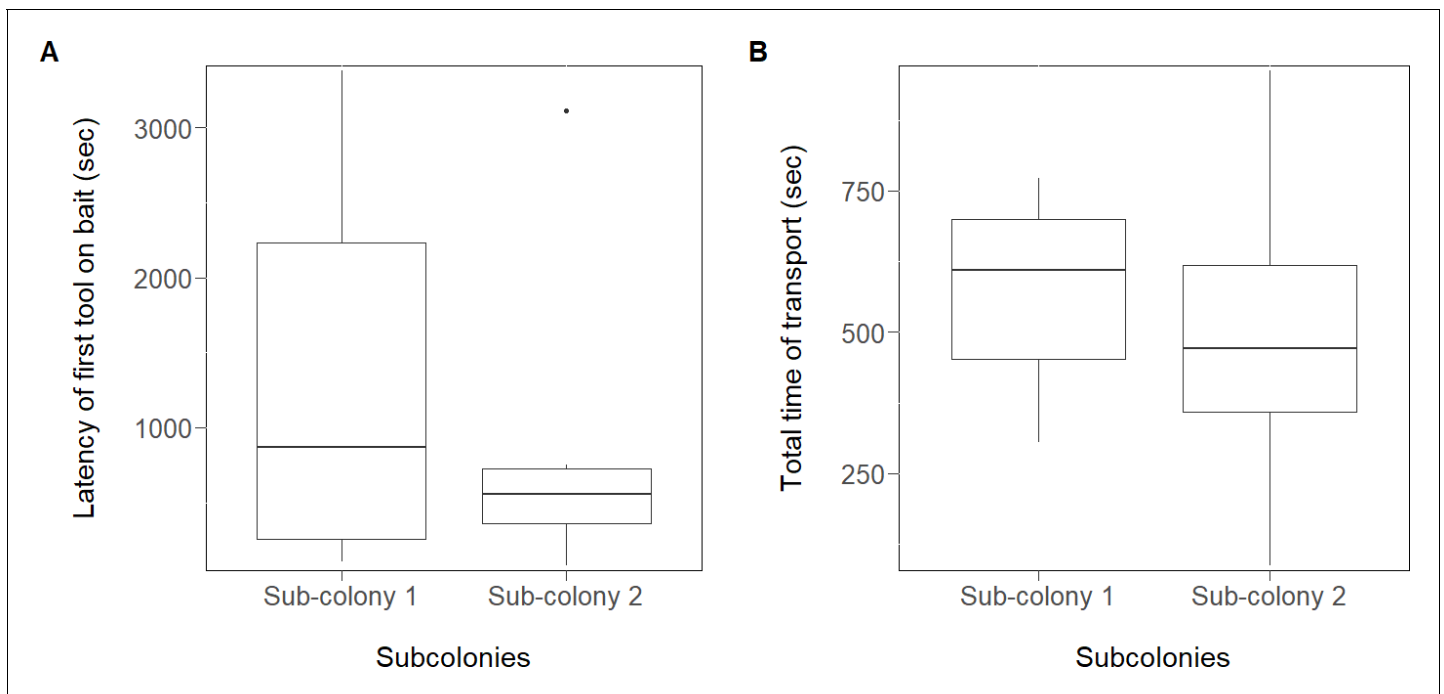 A
Latency of first tool on bait (sec)
3000
2000
1000
Sub-colony 1
Sub-colony 2
Subcolonies
B
Total time of transport (sec)
750
500
250
Sub-colony 1
Sub-colony 2
Subcolonies